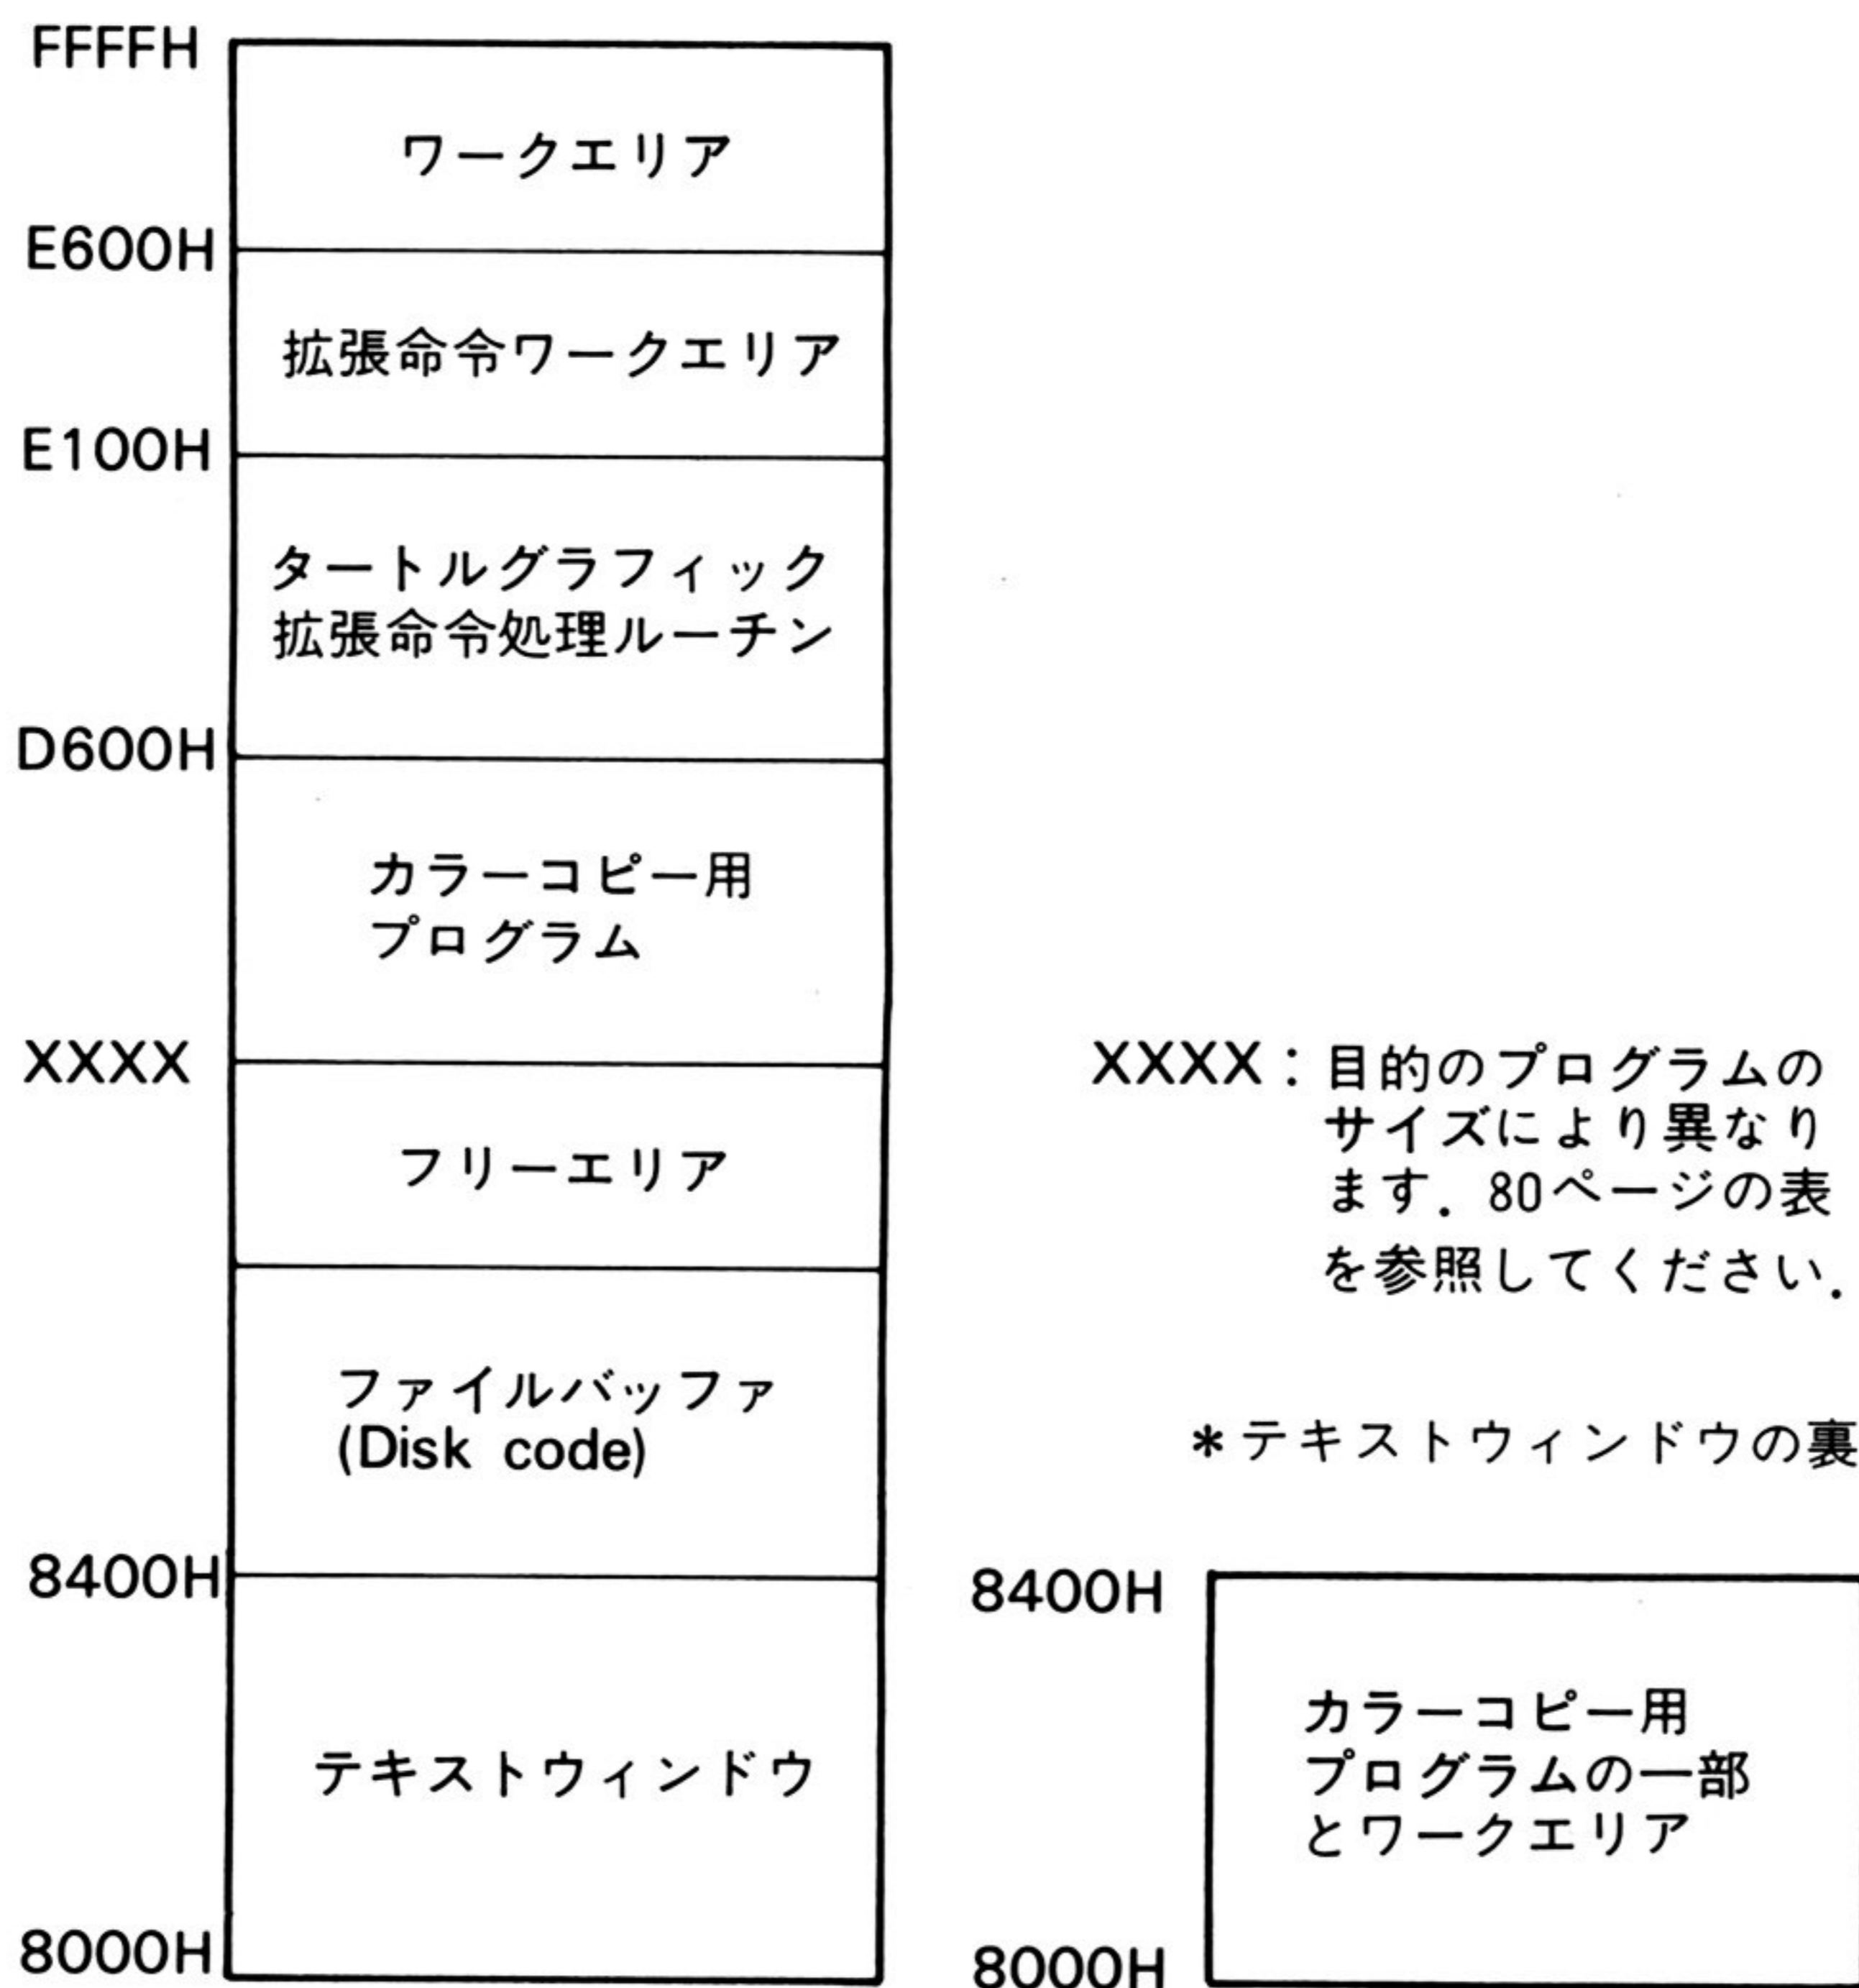 FFFFH
ワークエリア
E600H
拡張命令ワークエリア
E100H
タートルグラフィック
拡張命令処理ルーチン
D600H
カラーコピー用
プログラム
XXXX
フリーエリア
ファイルバッファ
(Disk code)
8400H
テキストウィンドウ
8000H
XXXX：目的のプログラムの
サイズにより異なり
ます．80ページの表
を参照してください．
*テキストウィンドウの裏
8400H
カラーコピー用
プログラムの一部
とワークエリア
8000H